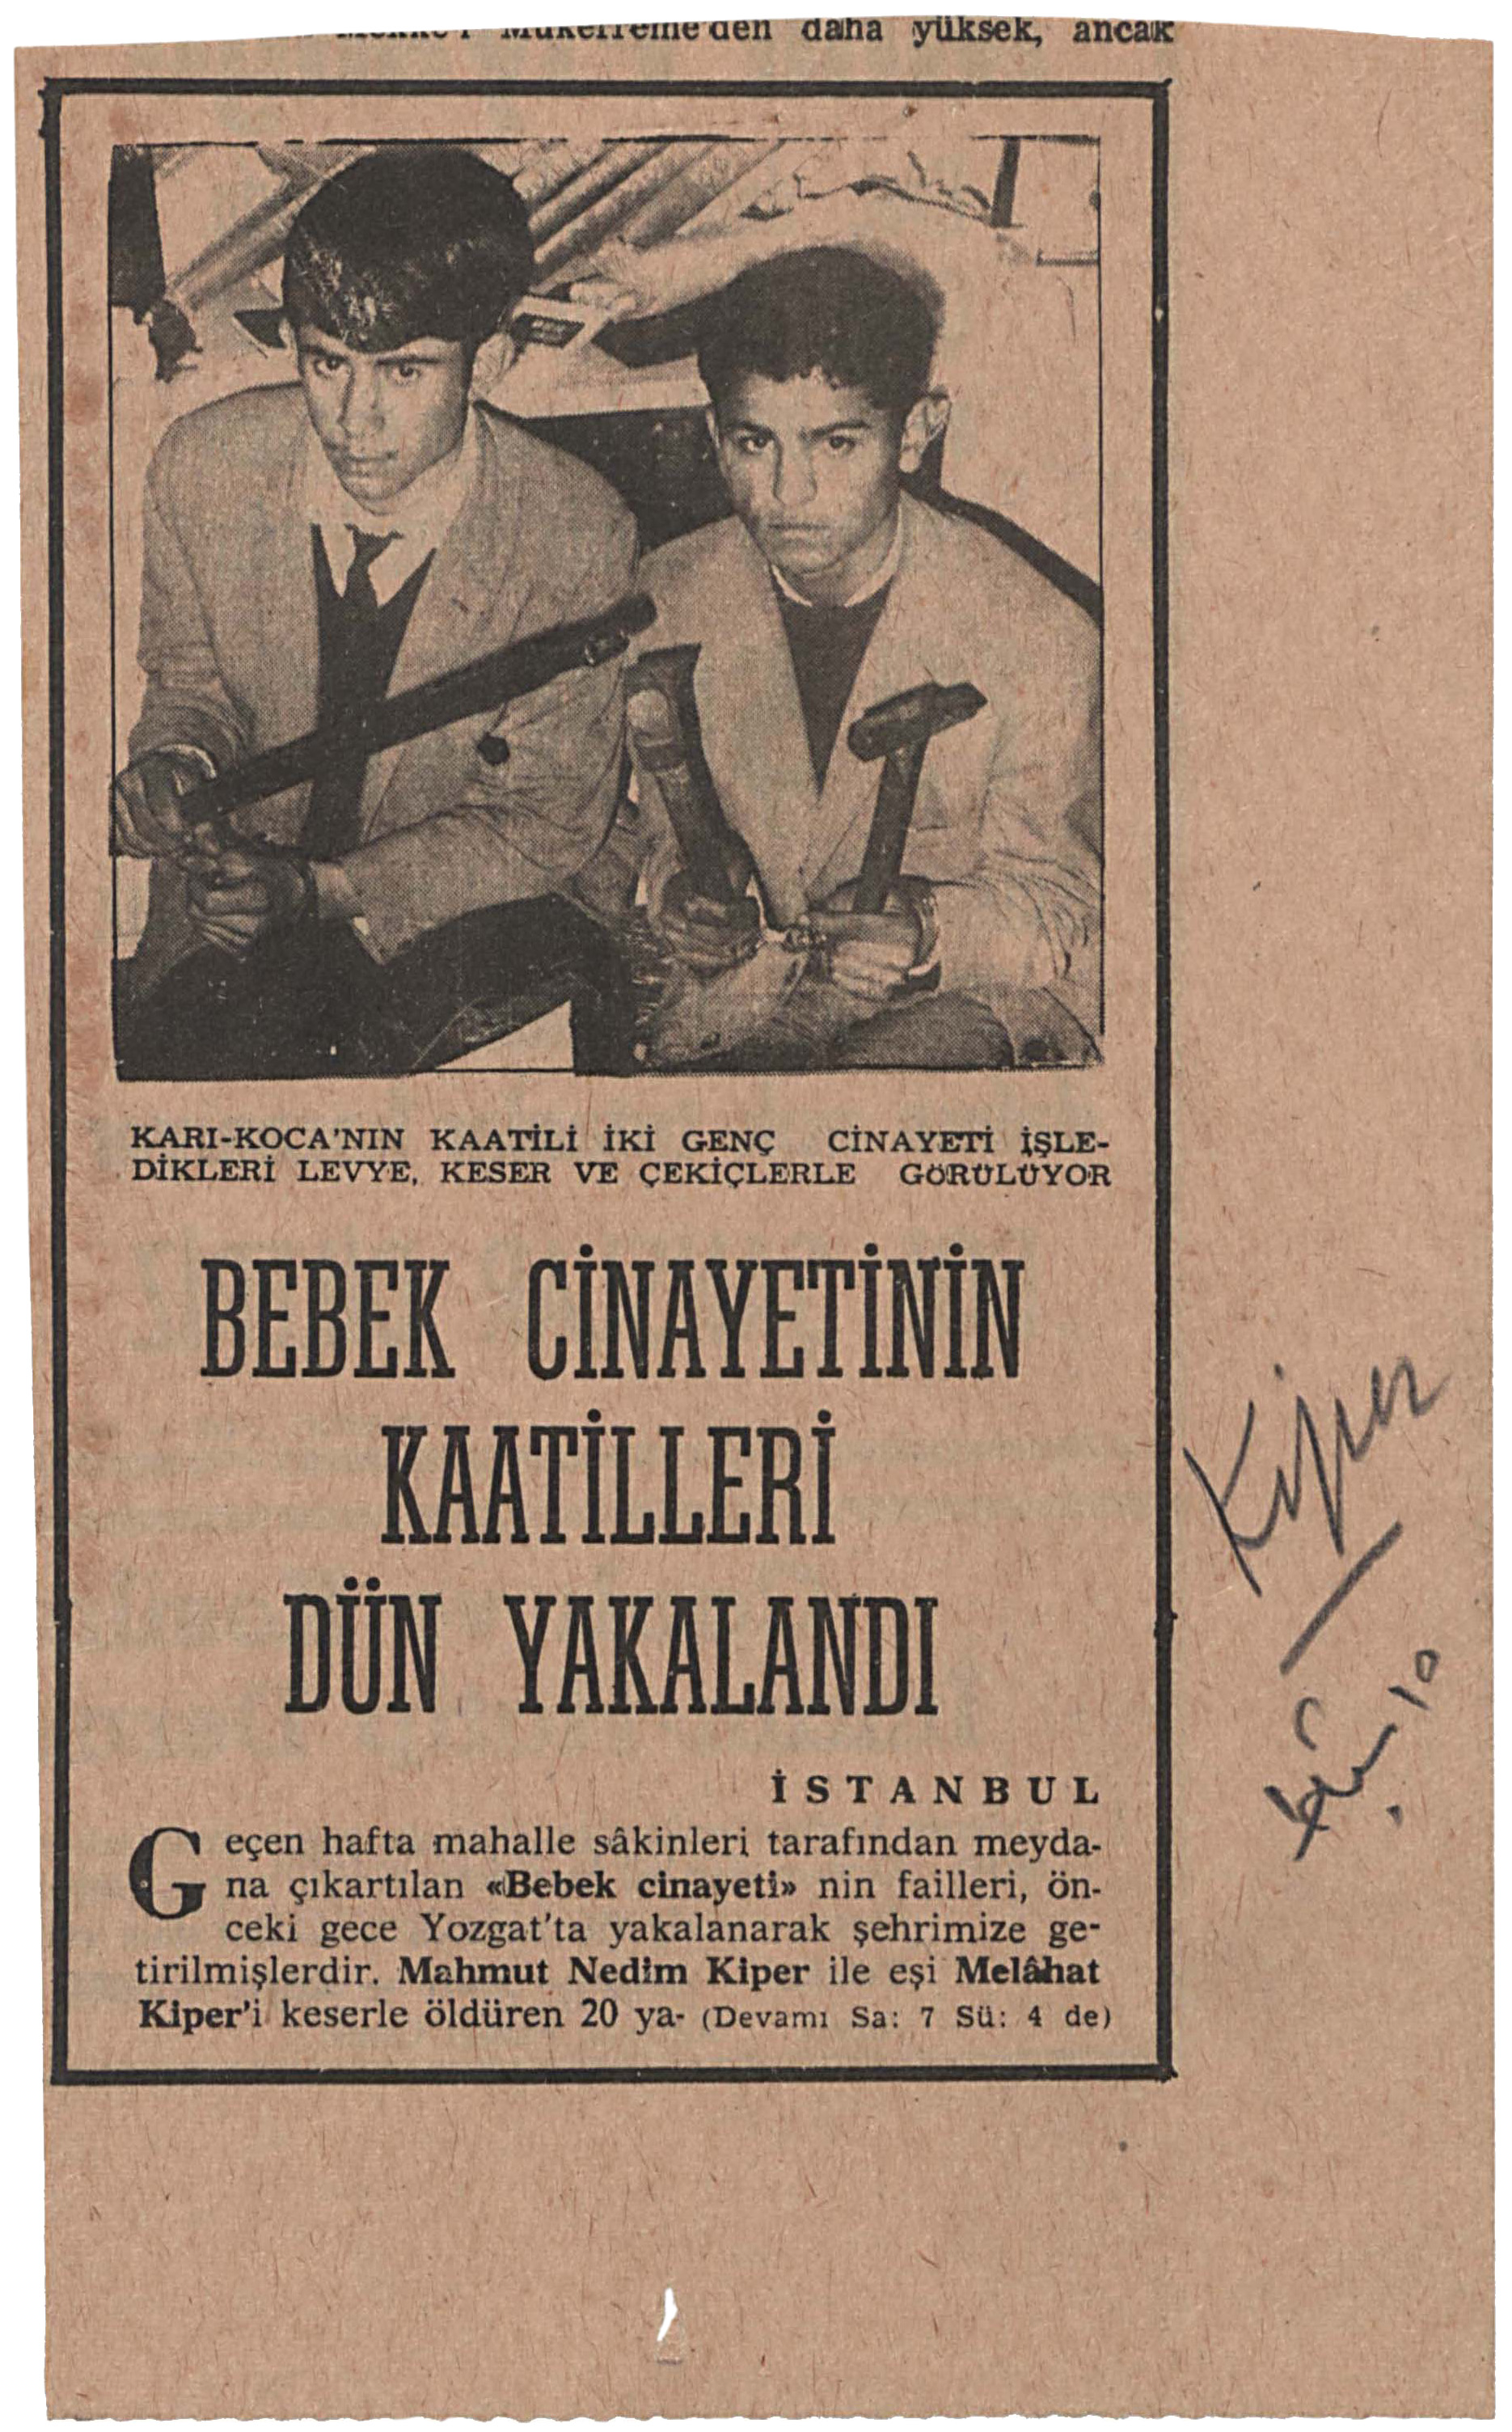 daha yüksek, ancak
KARI-KOCA'NIN KAATİLİ İKİ GENÇ CİNAYETİ İŞLE-
DİKLERİ LEVYE, KESER VE ÇEKİÇLERLE GÖRÜLÜYOR
BEBEK CİNAYETİNİN
KAATİLLERİ
DÜN YAKALANDI
İSTANBUL
Geçen hafta mahalle sâkinleri tarafından meyda-
na çıkartılan «Bebek cinayeti» nin failleri, ön-
ceki gece Yozgat'ta yakalanarak şehrimize ge-
tirilmişlerdir. Mahmut Nedim Kiper ile eşi Melâhat
Kiper'i keserle öldüren 20 ya- (Devamı Sa: 7 Sü: 4 de)
Kiper